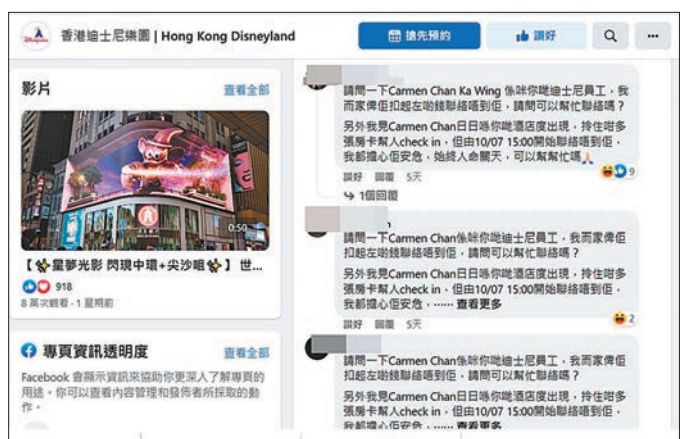 香港迪士尼樂園 | Hong Kong Disneyland
搶先預約
讚好
影片
查看全部
0:50
【✨星夢光影 閃現中環+尖沙咀✨】 世...
918
8 萬次觀看・1 星期前
專頁資訊透明度
查看全部
Facebook 會顯示資訊來協助你更深入了解專頁的
用途。你可以查看內容管理和發佈者所採取的動
作。
請問一下Carmen Chan Ka Wing 係咪你哋迪士尼員工，我
而家俾佢扣起左啲錢聯絡唔到佢，請問可以幫忙聯絡嗎？
另外我見Carmen Chan日日喺你哋酒店度出現，拎住咁多
張房卡幫人check in，但由10/07 15:00開始聯絡唔到佢，
我都擔心佢安危，始終人命關天，可以幫幫忙嗎🙏
9
讚好 回覆 5天
1個回覆
請問一下Carmen Chan係咪你哋迪士尼員工，我而家俾佢
扣起左啲錢聯絡唔到佢，請問可以幫忙聯絡嗎？
另外我見Carmen Chan日日喺你哋酒店度出現，拎住咁多
張房卡幫人check in，但由10/07 15:00開始聯絡唔到佢，
我都擔心佢安危，…… 查看更多
2
讚好 回覆 5天
請問一下Carmen Chan係咪你哋迪士尼員工，我而家俾佢
扣起左啲錢聯絡唔到佢，請問可以幫忙聯絡嗎？
另外我見Carmen Chan日日喺你哋酒店度出現，拎住咁多
張房卡幫人check in，但由10/07 15:00開始聯絡唔到佢，
我都擔心佢安危，…… 查看更多